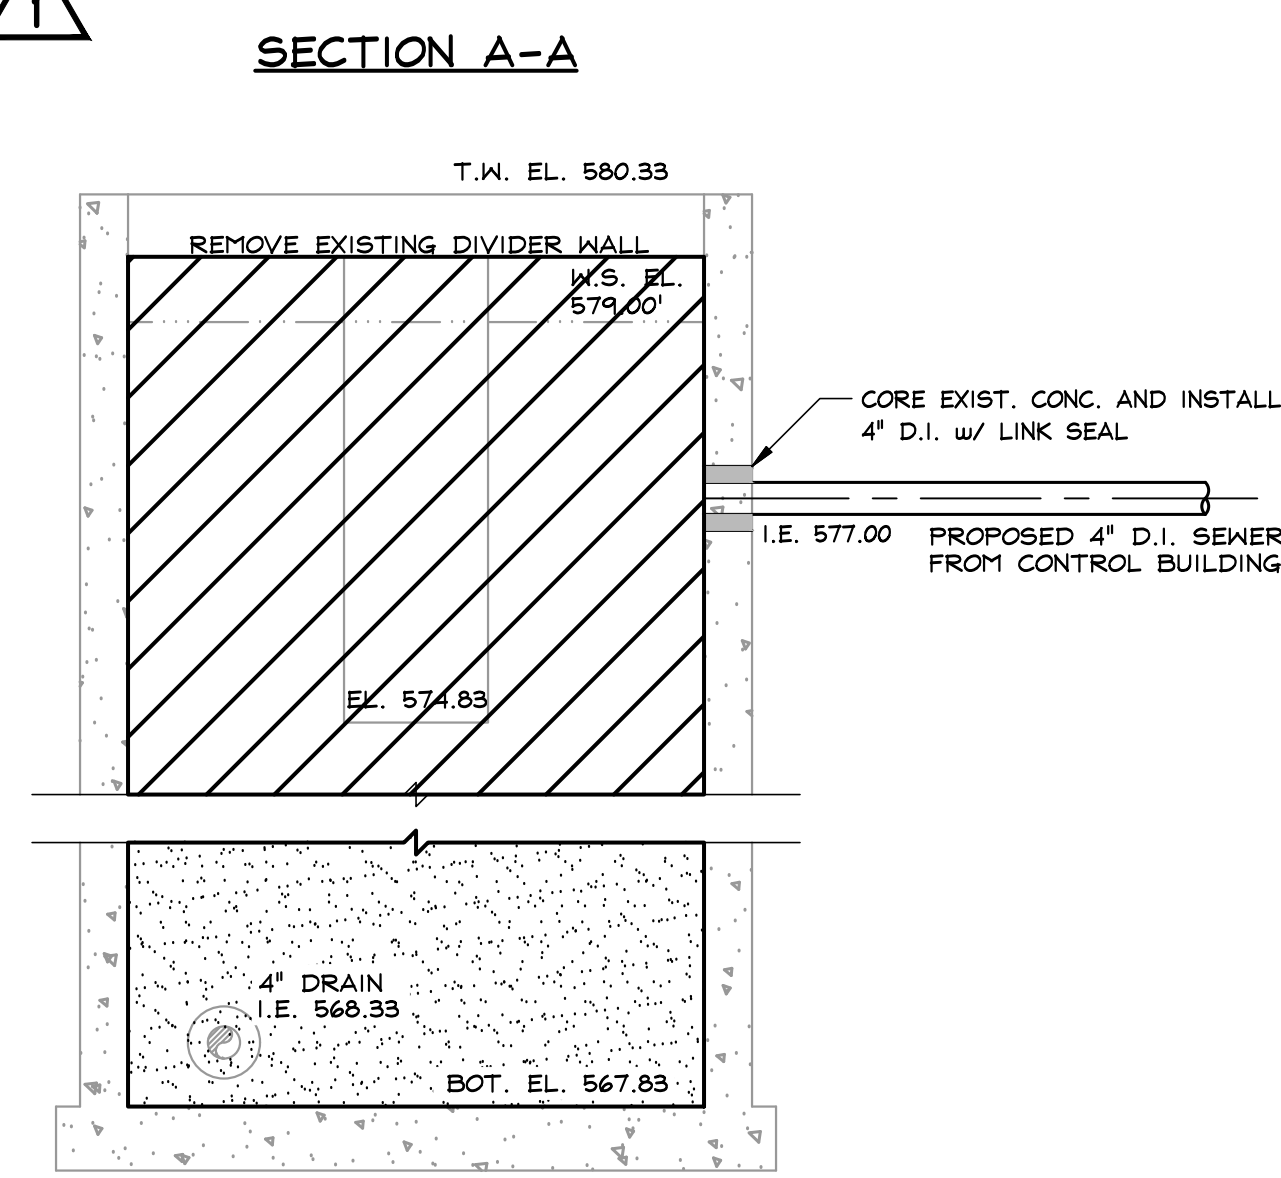 1
SECTION A-A
T.W. EL. 580.33
REMOVE EXISTING DIVIDER WALL
W.S. EL.
579.00'
CORE EXIST. CONC. AND INSTALL
4" D.I. w/ LINK SEAL
I.E. 577.00
PROPOSED 4" D.I. SEWER
FROM CONTROL BUILDING
EL. 574.83
4" DRAIN
I.E. 568.33
BOT. EL. 567.83